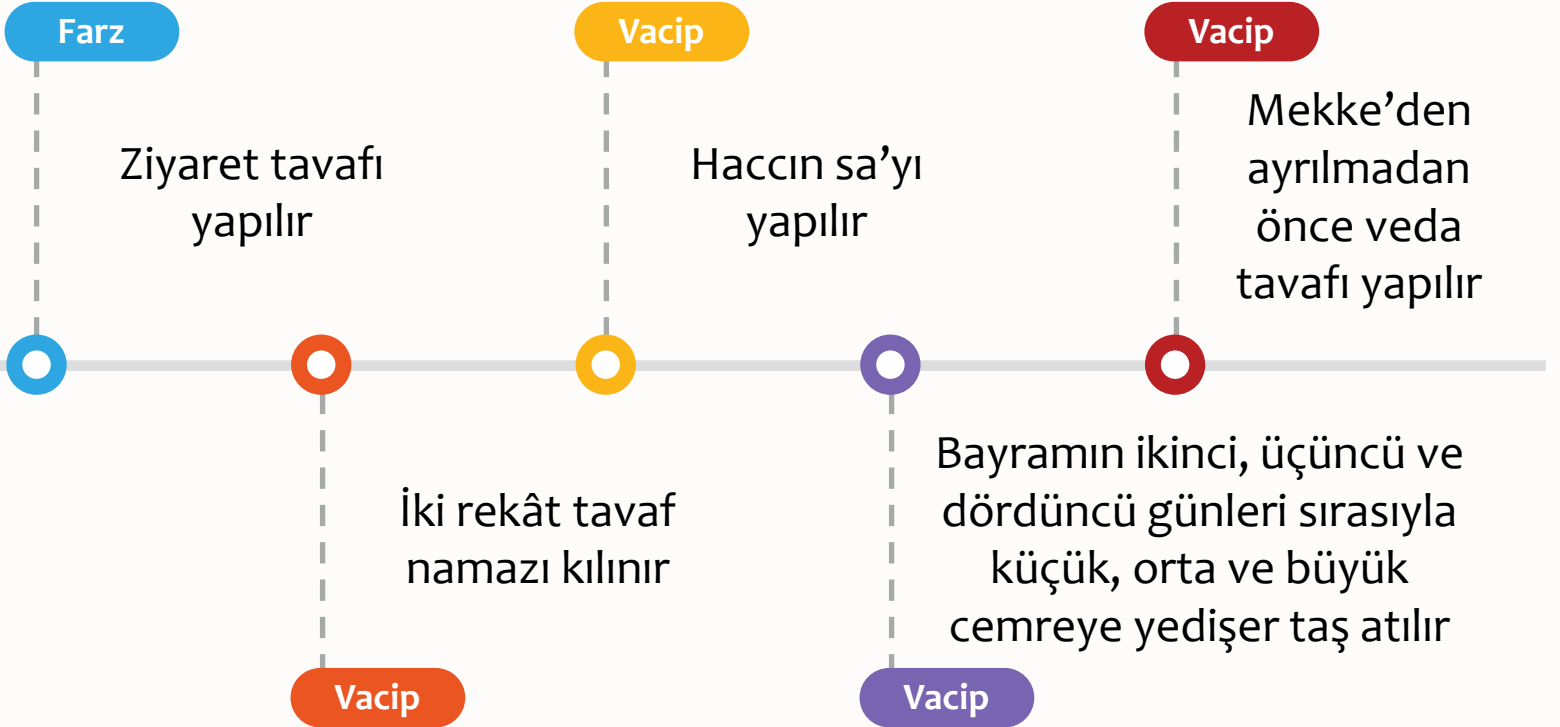 Farz
Ziyaret tavafı
yapılır
İki rekât tavaf
namazı kılınır
Vacip
Vacip
Haccın sa’yı
yapılır
Bayramın ikinci, üçüncü ve
dördüncü günleri sırasıyla
küçük, orta ve büyük
cemreye yedişer taş atılır
Vacip
Vacip
Mekke’den
ayrılmadan
önce veda
tavafı yapılır